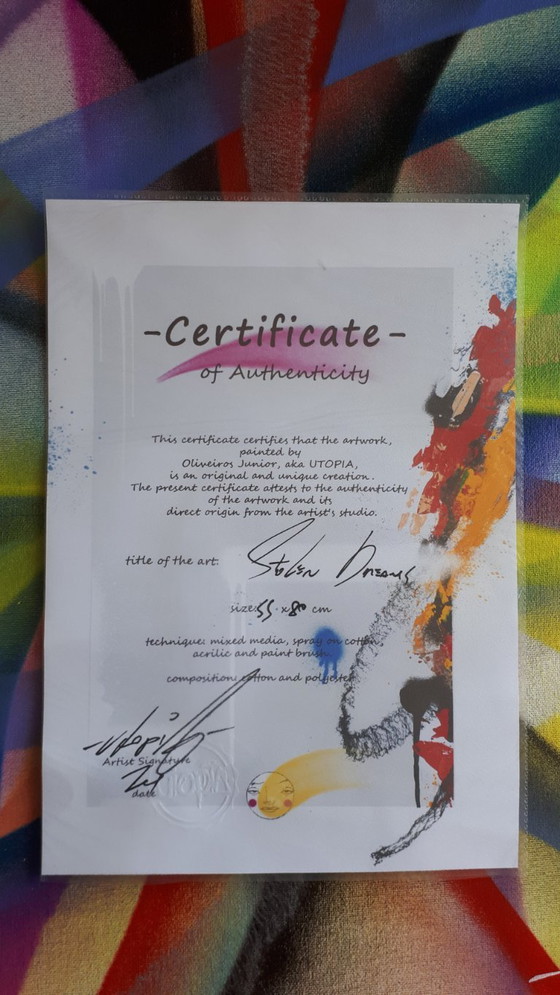 -Certificate-
of Authenticity
This certificate certifies that the artwork,
painted by
Oliveiros Junior, aka UTOPIA,
is an original and unique creation.
The present certificate attests to the authenticity
of the artwork and its
direct origin from the artist's studio.
title of the art: Stolen Dreams
size: 55 x 80 cm
technique: mixed media, spray on cotton
acrilic and paint brush.
composition: cotton and polyester
Utopia
Artist Signature
date